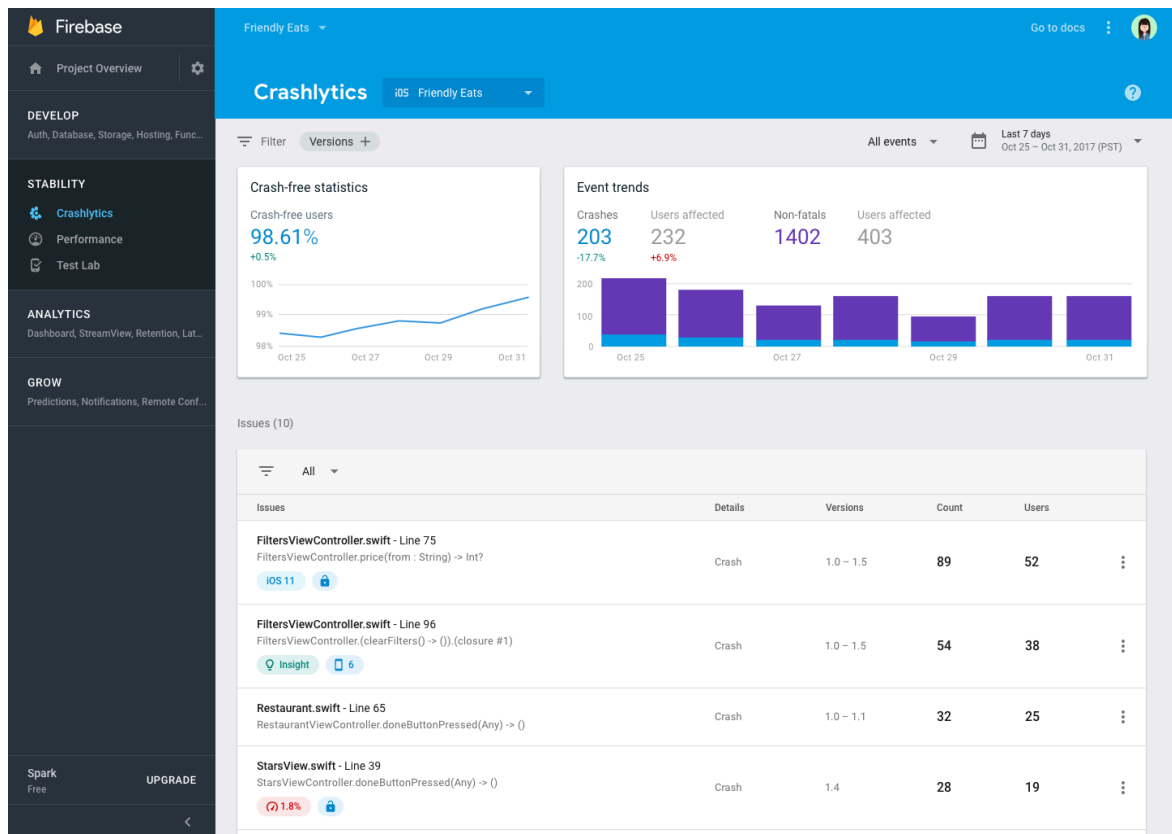 Firebase
Friendly Eats
Go to docs
Project Overview
Crashlytics
iOS Friendly Eats
DEVELOP
Auth, Database, Storage, Hosting, Func...
STABILITY
Crashlytics
Performance
Test Lab
ANALYTICS
Dashboard, StreamView, Retention, Lat...
GROW
Predictions, Notifications, Remote Conf...
Spark
Free
UPGRADE
Filter
Versions +
All events
Last 7 days
Oct 25 – Oct 31, 2017 (PST)
Crash-free statistics
Crash-free users
98.61%
+0.5%
100%
99%
98%
Oct 25 Oct 27 Oct 29 Oct 31
Event trends
Crashes Users affected Non-fatals Users affected
203 232 1402 403
-17.7% +6.9%
200
100
0
Oct 25 Oct 27 Oct 29 Oct 31
Issues (10)
All
Issues Details Versions Count Users
FiltersViewController.swift - Line 75
FiltersViewController.price(from : String) -> Int?
Crash 1.0 – 1.5 89 52
iOS 11
FiltersViewController.swift - Line 96
FiltersViewController.(clearFilters() -> ()).(closure #1)
Crash 1.0 – 1.5 54 38
Insight 6
Restaurant.swift - Line 65
RestaurantViewController.doneButtonPressed(Any) -> ()
Crash 1.0 – 1.1 32 25
StarsView.swift - Line 39
StarsViewController.doneButtonPressed(Any) -> ()
Crash 1.4 28 19
1.8%